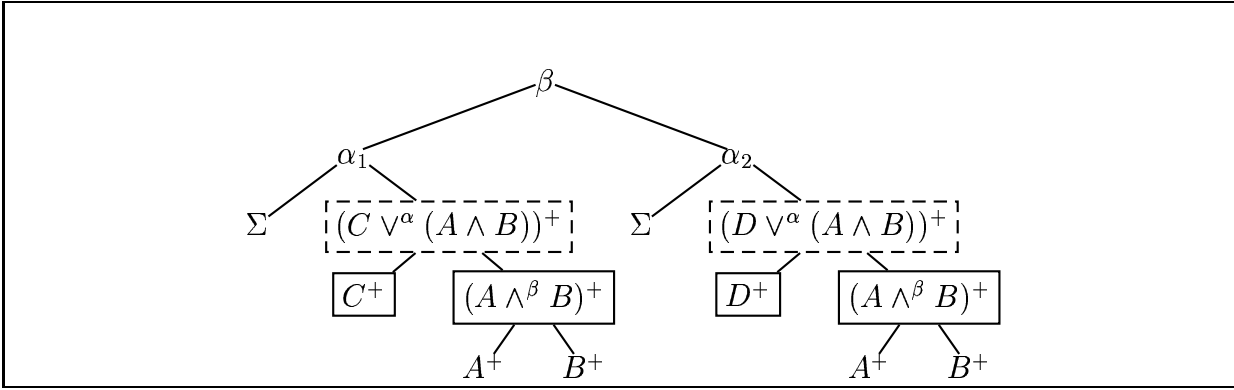 β
α₁ α₂
Σ (C ∨ᵅ (A ∧ B))⁺ Σ (D ∨ᵅ (A ∧ B))⁺
C⁺ (A ∧ᵝ B)⁺ D⁺ (A ∧ᵝ B)⁺
A⁺ B⁺ A⁺ B⁺